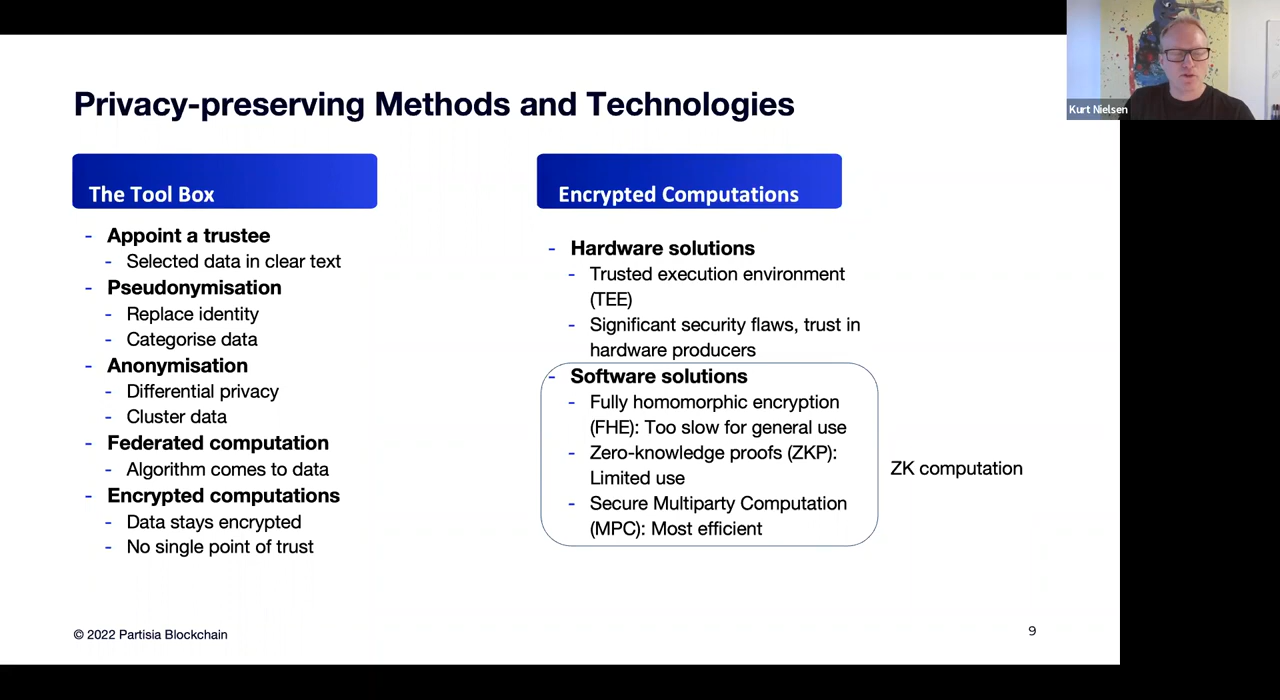 Privacy-preserving Methods and Technologies
Kurt Nielsen
The Tool Box
- Appoint a trustee
- Selected data in clear text
- Pseudonymisation
- Replace identity
- Categorise data
- Anonymisation
- Differential privacy
- Cluster data
- Federated computation
- Algorithm comes to data
- Encrypted computations
- Data stays encrypted
- No single point of trust
Encrypted Computations
- Hardware solutions
- Trusted execution environment
(TEE)
- Significant security flaws, trust in
hardware producers
- Software solutions
- Fully homomorphic encryption
(FHE): Too slow for general use
- Zero-knowledge proofs (ZKP):
Limited use
- Secure Multiparty Computation
(MPC): Most efficient
ZK computation
© 2022 Partisia Blockchain
9